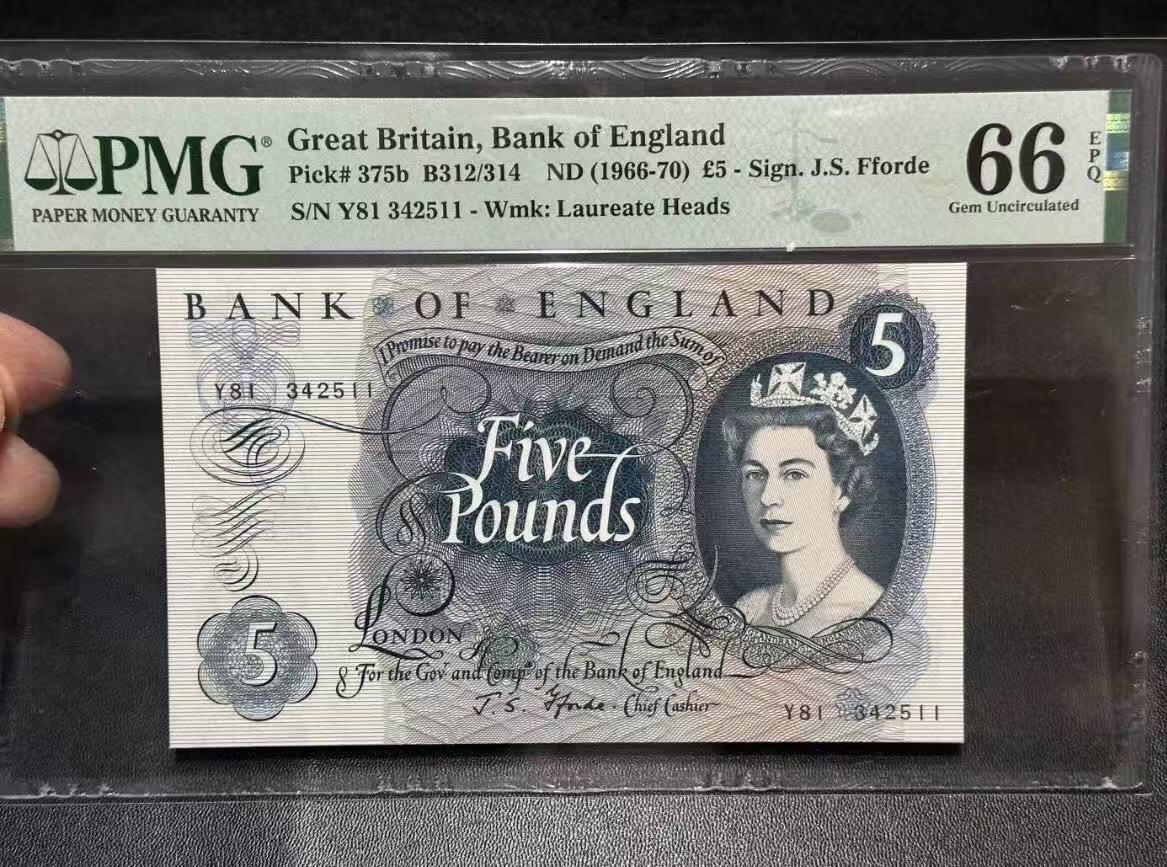 PMG®
PAPER MONEY GUARANTY
Great Britain, Bank of England
Pick# 375b B312/314 ND (1966-70) £5 - Sign. J.S. Fforde
S/N Y81 342511 - Wmk: Laureate Heads
66
EPQ
Gem Uncirculated
BANK OF ENGLAND
I Promise to pay the Bearer on Demand the Sum of
5
Y81 342511
Five
Pounds
LONDON
5
For the Govr and Compa of the Bank of England
J. S. Fforde. Chief Cashier
Y81 342511